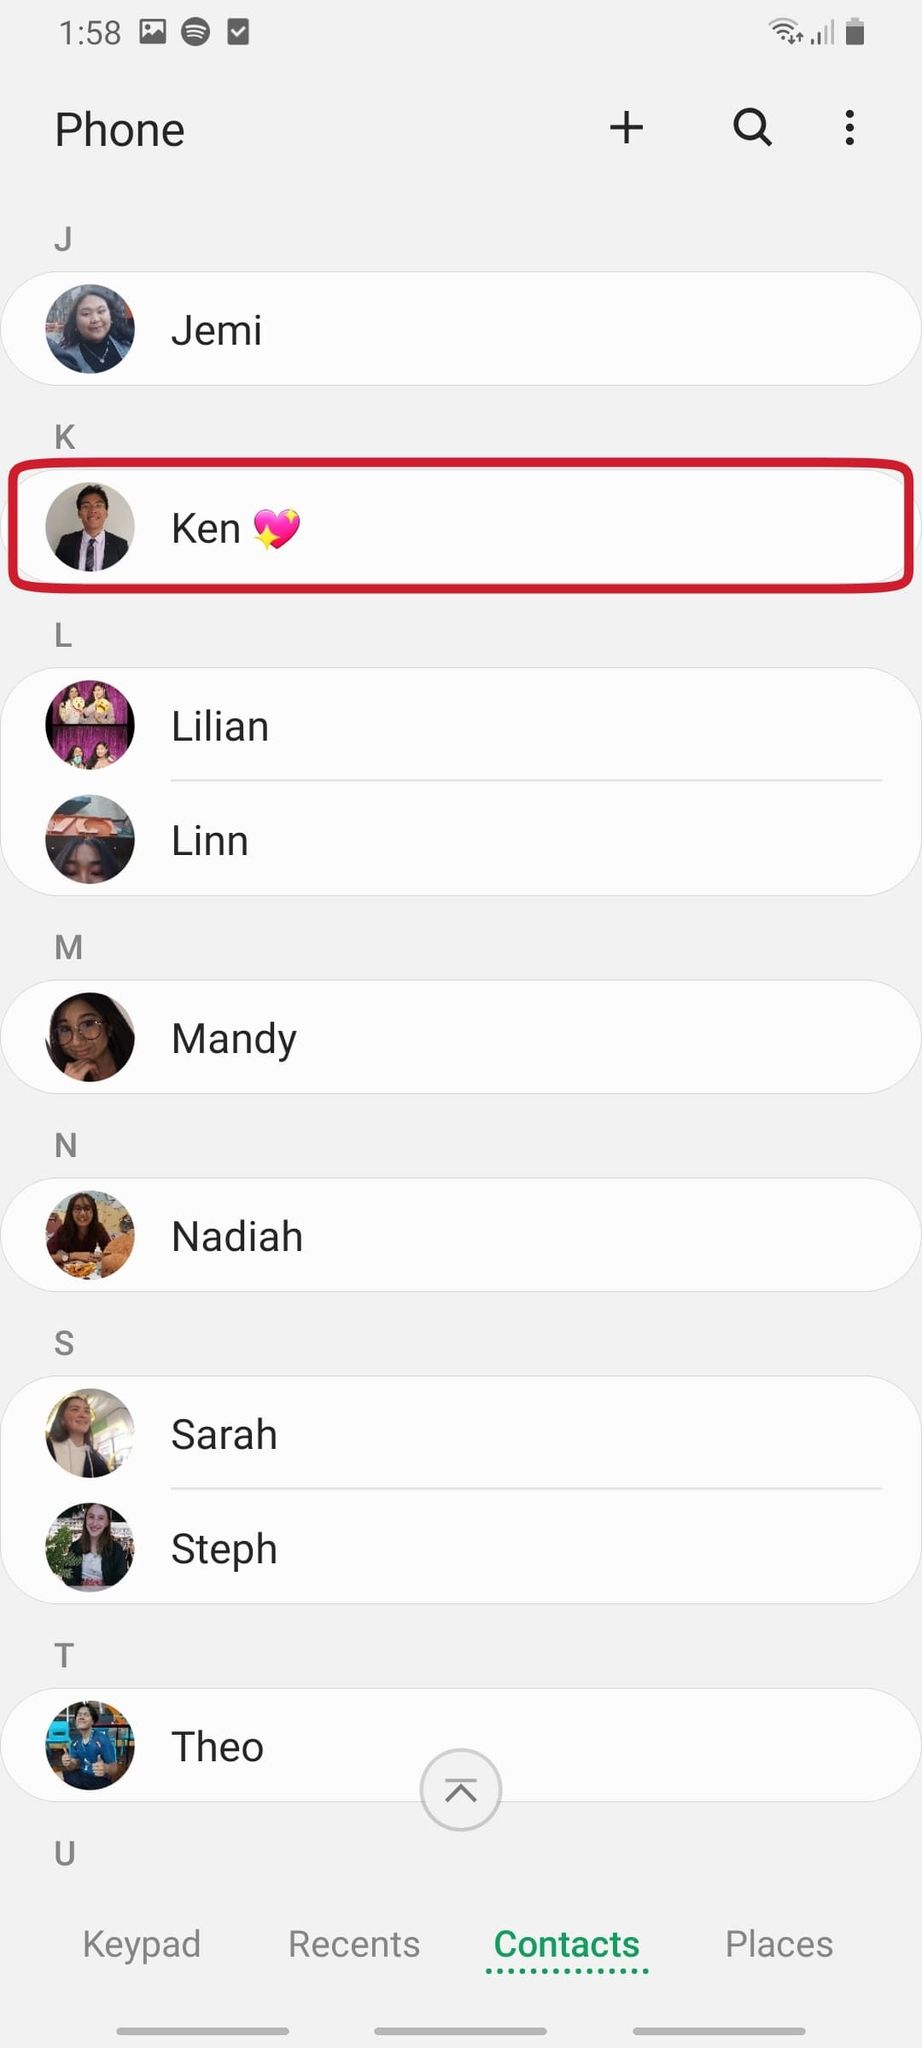 1:58
Phone
J
Jemi
K
Ken 💖
L
Lilian
Linn
M
Mandy
N
Nadiah
S
Sarah
Steph
T
Theo
U
Keypad Recents Contacts Places